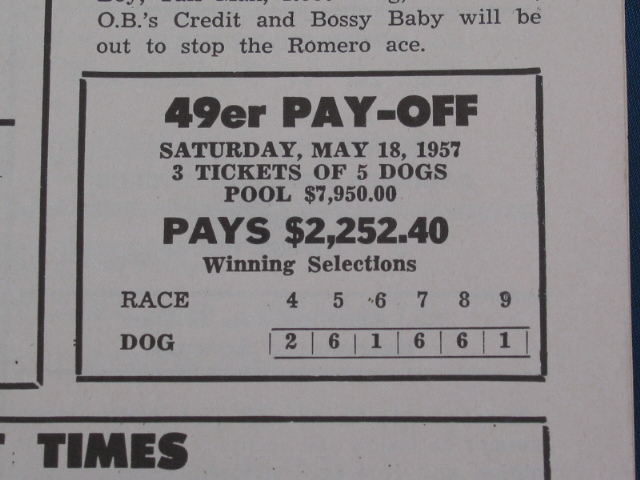 O.B.'s Credit and Bossy Baby will be
out to stop the Romero ace.
49er PAY-OFF
SATURDAY, MAY 18, 1957
3 TICKETS OF 5 DOGS
POOL $7,950.00
PAYS $2,252.40
Winning Selections
RACE 4 5 6 7 8 9
DOG | 2 | 6 | 1 | 6 | 6 | 1 |
TIMES